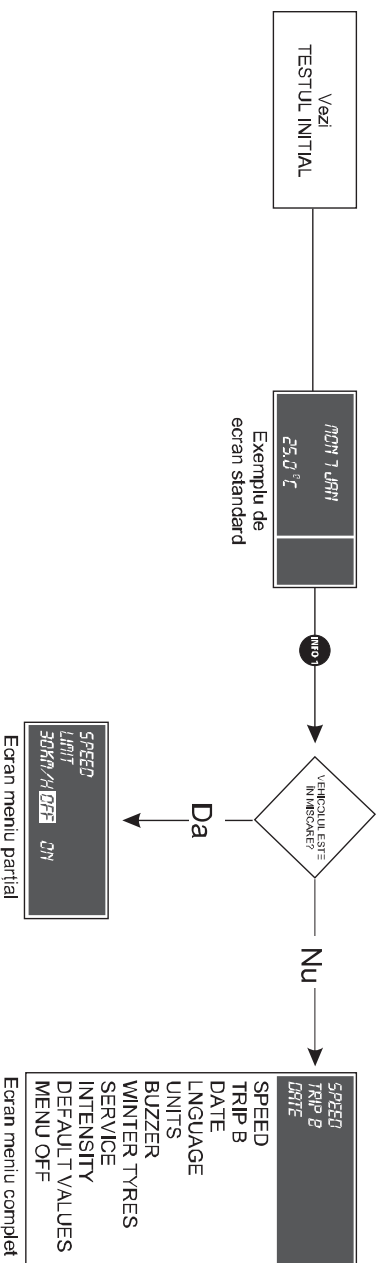 Vezi
TESTUL INITIAL
MON 7 JAN
25.0 °C
Exemplu de
ecran standard
INFO 1
VEHICOLUL ESTE
IN MISCARE?
Da
SPEED
LIMIT
30KM/H OFF ON
Ecran meniu parțial
Nu
SPEED
TRIP B
DATE
SPEED
TRIP B
DATE
LNGUAGE
UNITS
BUZZER
WINTER TYRES
SERVICE
INTENSITY
DEFAULT VALUES
MENU OFF
Ecran meniu complet